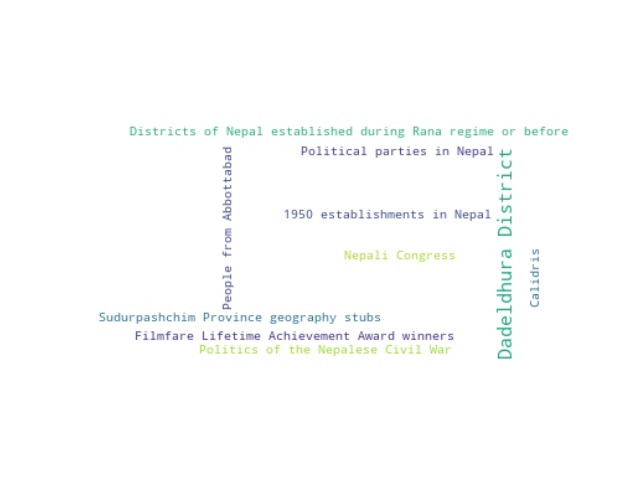 Districts of Nepal established during Rana regime or before
Political parties in Nepal
People from Abbottabad
Dadeldhura District
1950 establishments in Nepal
Nepali Congress
Calidris
Sudurpashchim Province geography stubs
Filmfare Lifetime Achievement Award winners
Politics of the Nepalese Civil War